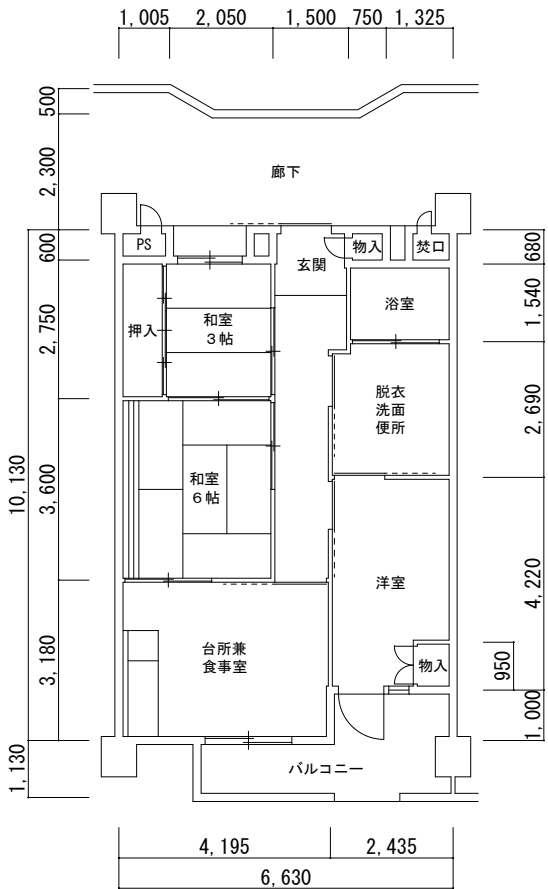 1,005 2,050 1,500 750 1,325
500
2,300
廊下
600
PS
玄関
物入
焚口
680
2,750
押入
和室
3帖
浴室
1,540
脱衣
洗面
便所
2,690
10,130
3,600
和室
6帖
洋室
4,220
3,180
台所兼
食事室
物入
950
1,000
1,130
バルコニー
4,195 2,435
6,630